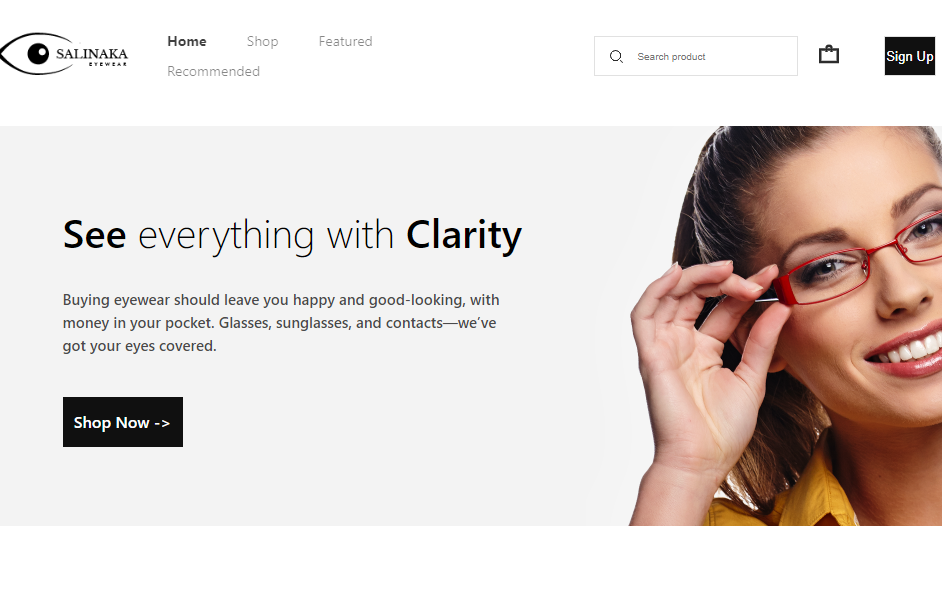 SALINAKA
EYEWEAR
Home Shop Featured
Recommended
Search product
Sign Up
See everything with Clarity
Buying eyewear should leave you happy and good-looking, with
money in your pocket. Glasses, sunglasses, and contacts—we’ve
got your eyes covered.
Shop Now ->